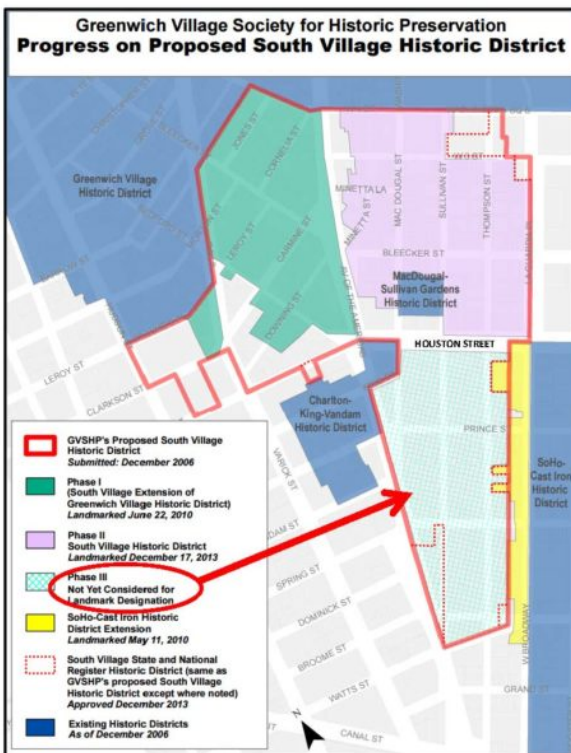 Greenwich Village Society for Historic Preservation
Progress on Proposed South Village Historic District
JONES ST
CORNELIA ST
Greenwich Village
Historic District
MINETTA LA
MINETTA ST
MAC DOUGAL ST
SULLIVAN ST
THOMPSON ST
W 3 ST
LEROY ST
CARMINE ST
BLEECKER ST
MacDougal-
Sullivan Gardens
Historic District
DOWNING ST
HOUSTON STREET
LEROY ST
CLARKSON ST
Charlton-
King-Vandam
Historic District
PRINCE ST
SoHo-
Cast Iron
Historic
District
VARICK ST
SPRING ST
DOMINICK ST
BROOME ST
WATTS ST
GRAND ST
W BROADWAY
CANAL ST
N
GVSHP's Proposed South Village
Historic District
Submitted: December 2006
Phase I
(South Village Extension of
Greenwich Village Historic District)
Landmarked June 22, 2010
Phase II
South Village Historic District
Landmarked December 17, 2013
Phase III
Not Yet Considered for
Landmark Designation
SoHo-Cast Iron Historic
District Extension
Landmarked May 11, 2010
South Village State and National
Register Historic District (same as
GVSHP's proposed South Village
Historic District except where noted)
Approved December 2013
Existing Historic Districts
As of December 2006